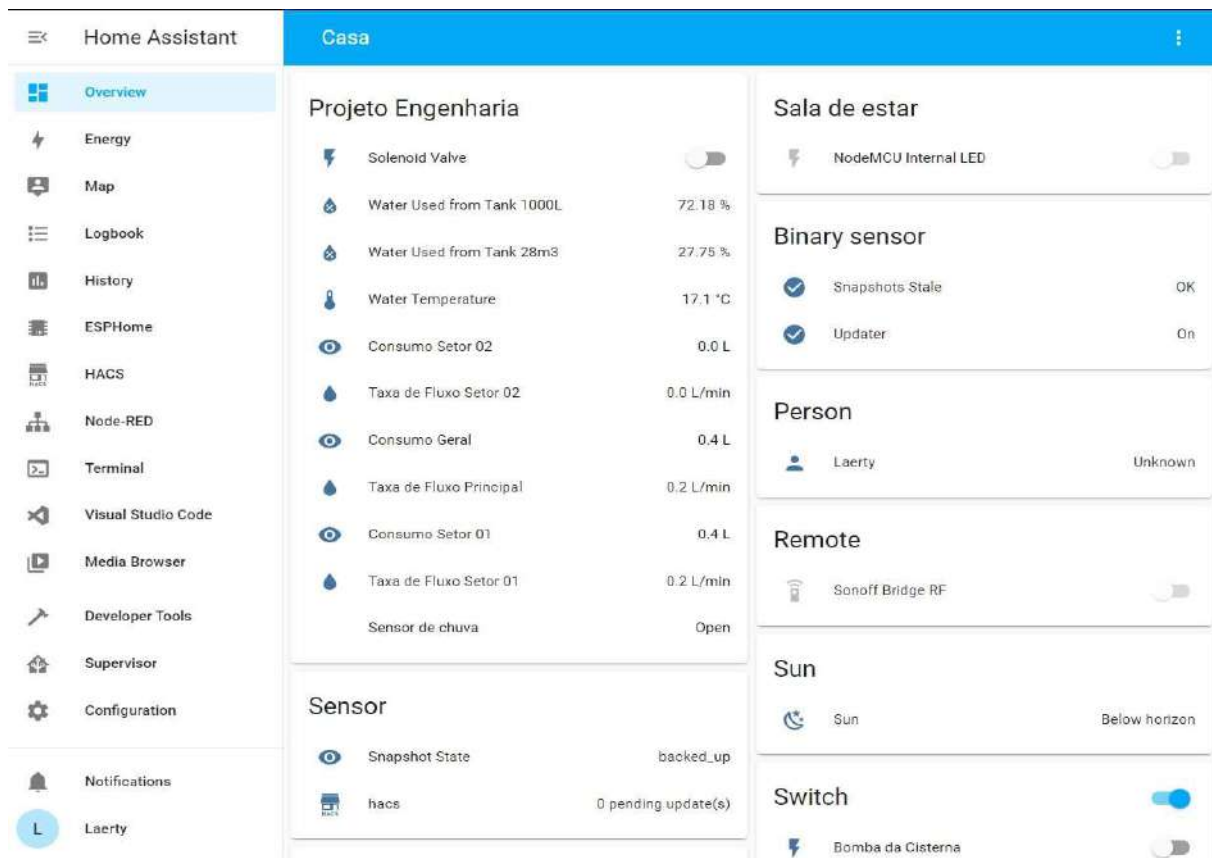 Home Assistant
Overview
Energy
Map
Logbook
History
ESPHome
HACS
Node-RED
Terminal
Visual Studio Code
Media Browser
Developer Tools
Supervisor
Configuration
Notifications
L Laerty
Casa
Projeto Engenharia
Solenoid Valve
Water Used from Tank 1000L 72.18 %
Water Used from Tank 28m3 27.75 %
Water Temperature 17.1 °C
Consumo Setor 02 0.0 L
Taxa de Fluxo Setor 02 0.0 L/min
Consumo Geral 0.4 L
Taxa de Fluxo Principal 0.2 L/min
Consumo Setor 01 0.4 L
Taxa de Fluxo Setor 01 0.2 L/min
Sensor de chuva Open
Sensor
Snapshot State backed_up
HACS hacs 0 pending update(s)
Sala de estar
NodeMCU Internal LED
Binary sensor
Snapshots Stale OK
Updater On
Person
Laerty Unknown
Remote
Sonoff Bridge RF
Sun
Sun Below horizon
Switch
Bomba da Cisterna